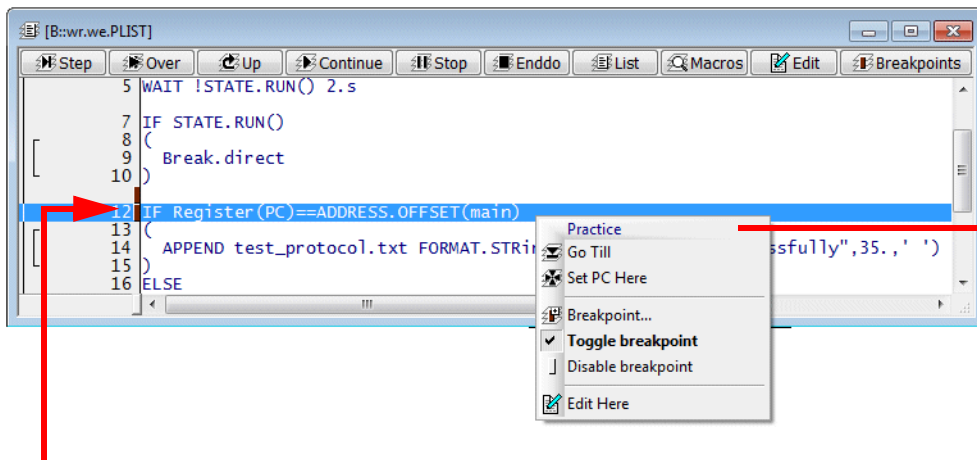 [B::wr.we.PLIST]
Step Over Up Continue Stop Enddo List Macros Edit Breakpoints
5 WAIT !STATE.RUN() 2.s
7 IF STATE.RUN()
8 (
9 Break.direct
10 )
12 IF Register(PC)==ADDRESS.OFFSET(main)
13 (
14 APPEND test_protocol.txt FORMAT.STRin ssfully",35.,' ')
15 )
16 ELSE
Practice
Go Till
Set PC Here
Breakpoint...
Toggle breakpoint
Disable breakpoint
Edit Here